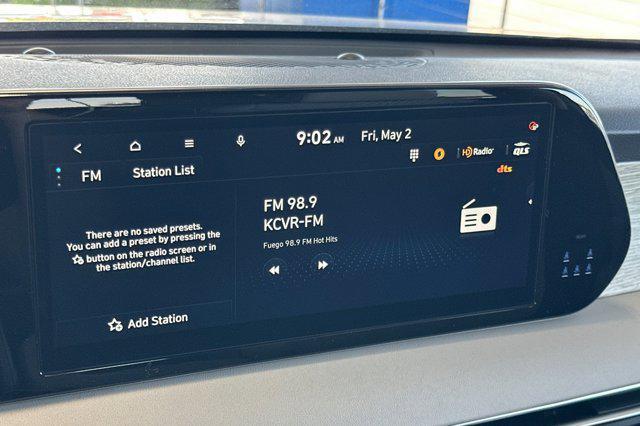 9:02 AM Fri, May 2
FM Station List
HD Radio QLS
dts
There are no saved presets.
You can add a preset by pressing the
button on the radio screen or in
the station/channel list.
Add Station
FM 98.9
KCVR-FM
Fuego 98.9 FM Hot Hits